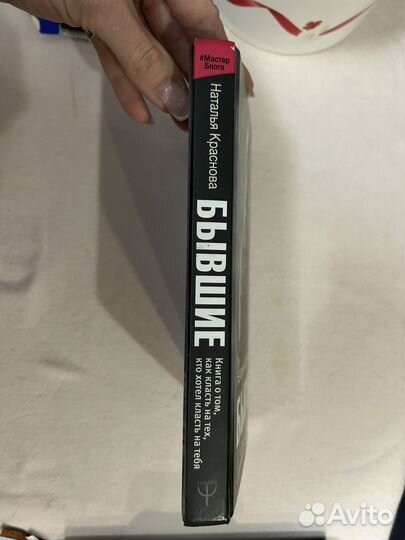 #Мастер
Блога
Наталья Краснова
БЫВШИЕ
Книга о том,
как класть на тех,
кто хотел класть на тебя
Avito